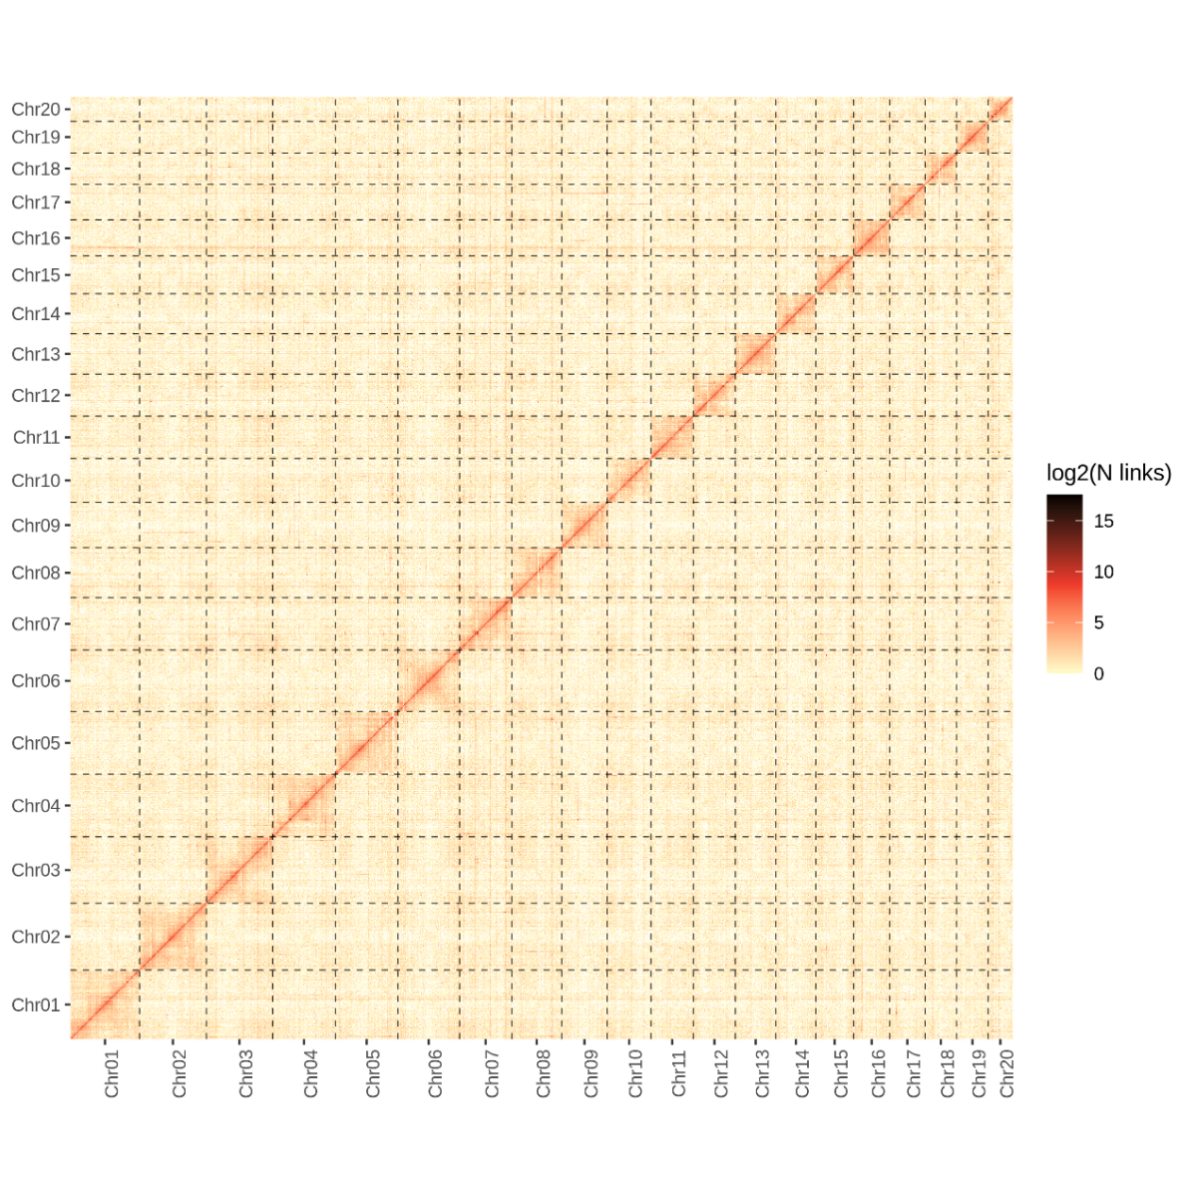 Chr20
Chr19
Chr18
Chr17
Chr16
Chr15
Chr14
Chr13
Chr12
Chr11
Chr10
Chr09
Chr08
Chr07
Chr06
Chr05
Chr04
Chr03
Chr02
Chr01
Chr01
Chr02
Chr03
Chr04
Chr05
Chr06
Chr07
Chr08
Chr09
Chr10
Chr11
Chr12
Chr13
Chr14
Chr15
Chr16
Chr17
Chr18
Chr19
Chr20
log2(N links)
15
10
5
0